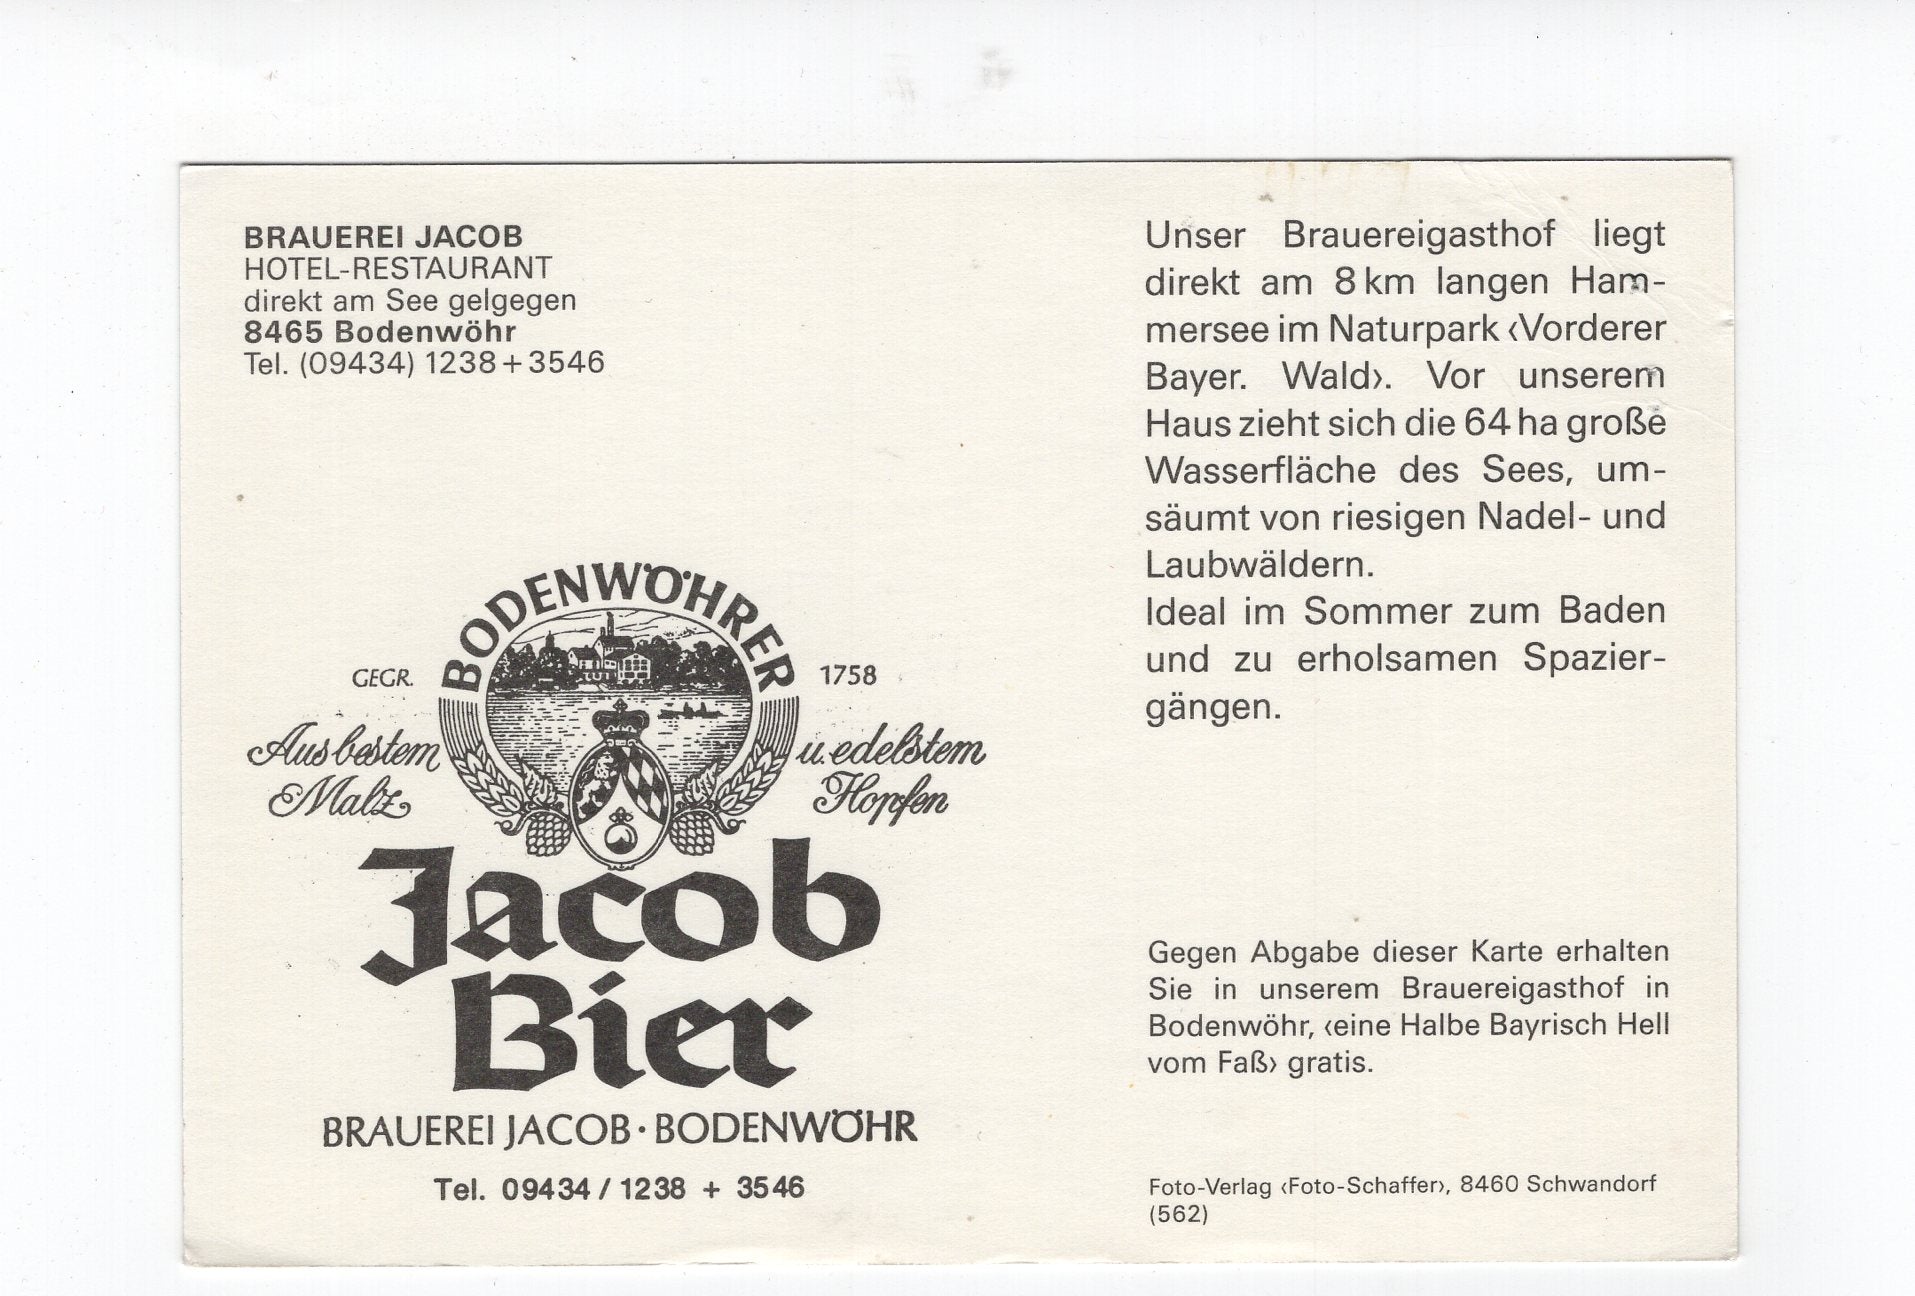 BRAUEREI JACOB
HOTEL-RESTAURANT
direkt am See gelgegen
8465 Bodenwöhr
Tel. (09434) 1238 + 3546
BODENWÖHRER
GEGR. 1758
Aus bestem u. edelstem
Malz Hopfen
Jacob
Bier
BRAUEREI JACOB · BODENWÖHR
Tel. 09434 / 1238 + 3546
Unser Brauereigasthof liegt
direkt am 8 km langen Ham-
mersee im Naturpark ‹Vorderer
Bayer. Wald›. Vor unserem
Haus zieht sich die 64 ha große
Wasserfläche des Sees, um-
säumt von riesigen Nadel- und
Laubwäldern.
Ideal im Sommer zum Baden
und zu erholsamen Spazier-
gängen.
Gegen Abgabe dieser Karte erhalten
Sie in unserem Brauereigasthof in
Bodenwöhr, ‹eine Halbe Bayrisch Hell
vom Faß› gratis.
Foto-Verlag ‹Foto-Schaffer›, 8460 Schwandorf
(562)